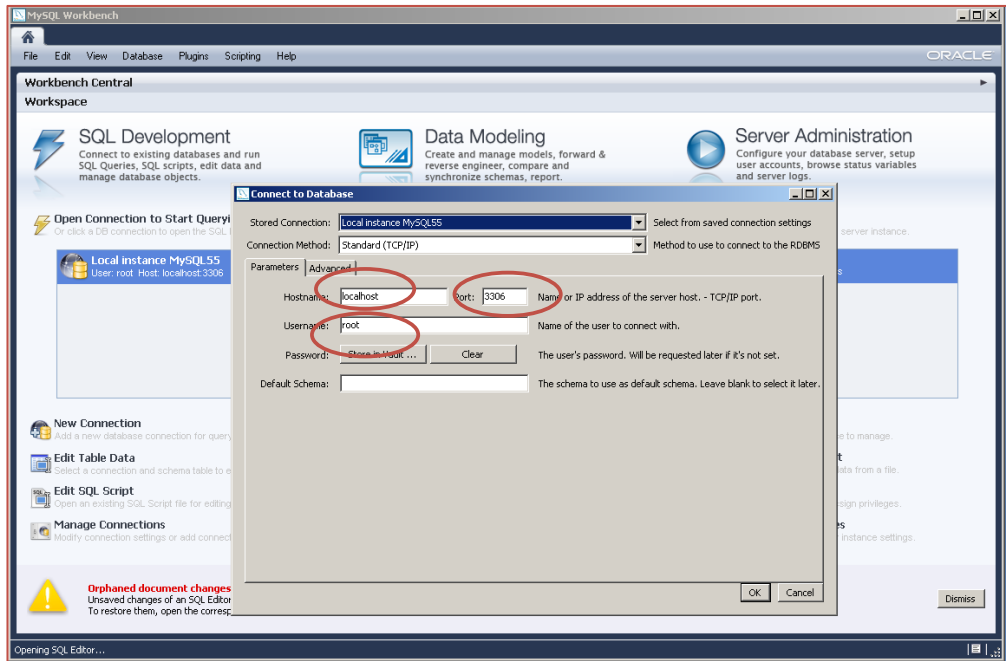 MySQL Workbench
File Edit View Database Plugins Scripting Help
ORACLE
Workbench Central
Workspace
SQL Development
Connect to existing databases and run
SQL Queries, SQL scripts, edit data and
manage database objects.
Data Modeling
Create and manage models, forward &
reverse engineer, compare and
synchronize schemas, report.
Server Administration
Configure your database server, setup
user accounts, browse status variables
and server logs.
Open Connection to Start Queryi
Or click a DB connection to open the SQL
server instance.
Local instance MySQL55
User: root Host: localhost:3306
s
New Connection
Add a new database connection for query
Edit Table Data
Select a connection and schema table to e
Edit SQL Script
Open an existing SQL Script file for editing
Manage Connections
Modify connection settings or add connect
e to manage.
t
data from a file.
sign privileges.
es
instance settings.
Connect to Database
Stored Connection: Local instance MySQL55 Select from saved connection settings
Connection Method: Standard (TCP/IP) Method to use to connect to the RDBMS
Parameters Advanced
Hostname: localhost Port: 3306 Name or IP address of the server host. - TCP/IP port.
Username: root Name of the user to connect with.
Password: Store in Vault ... Clear The user's password. Will be requested later if it's not set.
Default Schema: The schema to use as default schema. Leave blank to select it later.
OK Cancel
Orphaned document changes
Unsaved changes of an SQL Editor
To restore them, open the corresp
Dismiss
Opening SQL Editor...